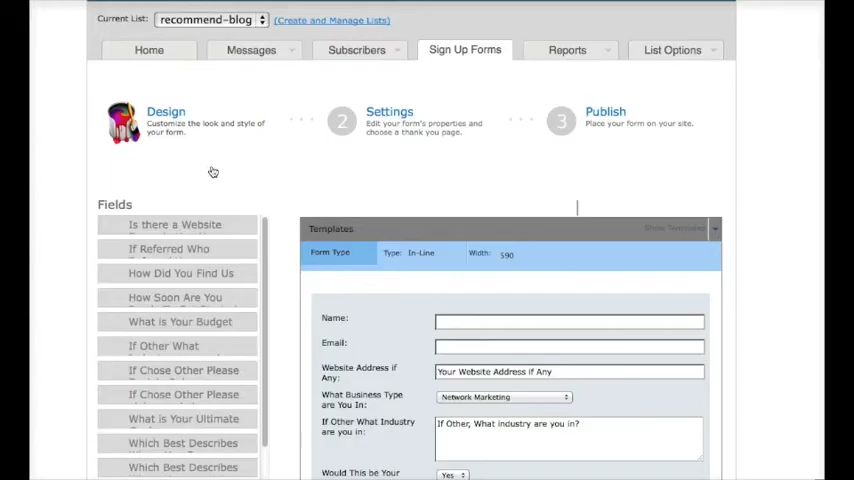 Current List: recommend-blog (Create and Manage Lists)
Home Messages Subscribers Sign Up Forms Reports List Options
Design
Customize the look and style of
your form.
2 Settings
Edit your form's properties and
choose a thank you page.
3 Publish
Place your form on your site.
Fields
Is there a Website
If Referred Who
How Did You Find Us
How Soon Are You
What is Your Budget
If Other What
If Chose Other Please
If Chose Other Please
What is Your Ultimate
Which Best Describes
Which Best Describes
Templates Show Templates
Form Type Type: In-Line Width: 590
Name:
Email:
Website Address if
Any:
Your Website Address if Any
What Business Type
are You In:
Network Marketing
If Other What Industry
are you in:
If Other, What industry are you in?
Would This be Your
Yes